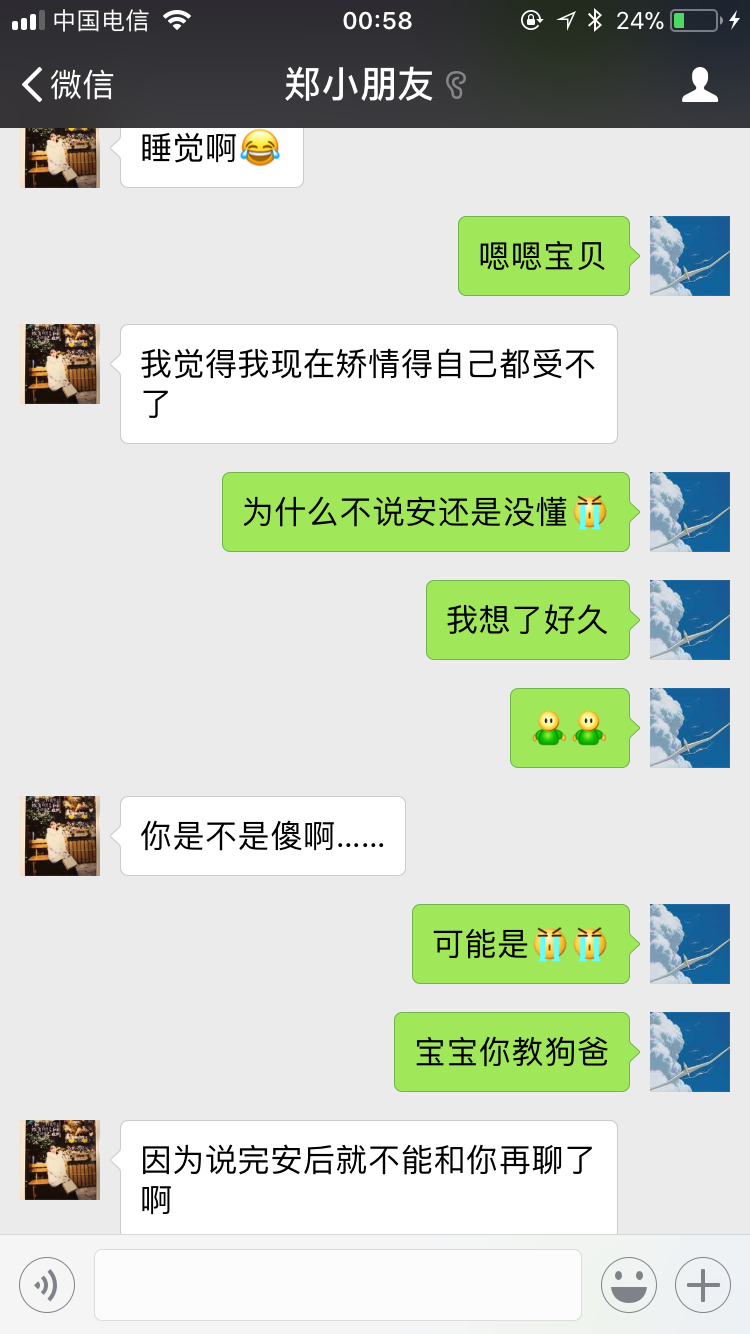 中国电信
00:58
24%
微信
郑小朋友
睡觉啊😂
嗯嗯宝贝
我觉得我现在矫情得自己都受不
了
为什么不说安还是没懂
我想了好久
你是不是傻啊……
可能是
宝宝你教狗爸
因为说完安后就不能和你再聊了
啊